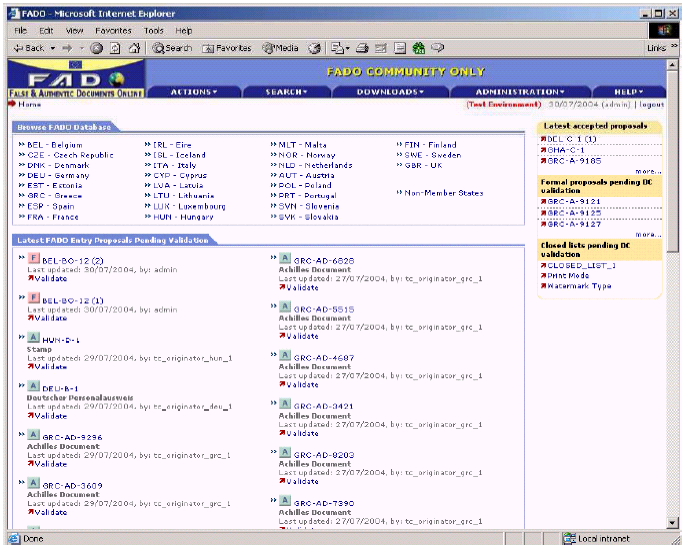 FADO - Microsoft Internet Explorer
File Edit View Favorites Tools Help
Back Search Favorites Media Links
FADO
FALSE & AUTHENTIC DOCUMENTS ONLINE
FADO COMMUNITY ONLY
ACTIONS SEARCH DOWNLOADS ADMINISTRATION HELP
Home
(Test Environment) 30/07/2004 (admin) | logout
Browse FADO Database
BEL - Belgium
CZE - Czech Republic
DNK - Denmark
DEU - Germany
EST - Estonia
GRC - Greece
ESP - Spain
FRA - France
IRL - Eire
ISL - Iceland
ITA - Italy
CYP - Cyprus
LVA - Latvia
LTU - Lithuania
LUX - Luxembourg
HUN - Hungary
MLT - Malta
NOR - Norway
NLD - Netherlands
AUT - Austria
POL - Poland
PRT - Portugal
SVN - Slovenia
SVK - Slovakia
FIN - Finland
SWE - Sweden
GBR - UK
Non-Member States
Latest FADO Entry Proposals Pending Validation
F BEL-BO-12 (2)
Last updated: 30/07/2004, by: admin
Validate
F BEL-BO-12 (1)
Last updated: 30/07/2004, by: admin
Validate
A HUN-D-1
Stamp
Last updated: 29/07/2004, by: tc_originator_hun_1
Validate
A DEU-B-1
Deutscher Personalausweis
Last updated: 29/07/2004, by: tc_originator_deu_1
Validate
A GRC-AD-9296
Achilles Document
Last updated: 29/07/2004, by: tc_originator_grc_1
Validate
A GRC-AD-3609
Achilles Document
Last updated: 29/07/2004, by: tc_originator_grc_1
Validate
A GRC-AD-6828
Achilles Document
Last updated: 27/07/2004, by: tc_originator_grc_1
Validate
A GRC-AD-5515
Achilles Document
Last updated: 27/07/2004, by: tc_originator_grc_1
Validate
A GRC-AD-4687
Achilles Document
Last updated: 27/07/2004, by: tc_originator_grc_1
Validate
A GRC-AD-3421
Achilles Document
Last updated: 27/07/2004, by: tc_originator_grc_1
Validate
A GRC-AD-8203
Achilles Document
Last updated: 27/07/2004, by: tc_originator_grc_1
Validate
A GRC-AD-7390
Achilles Document
Last updated: 27/07/2004, by: tc_originator_grc_1
Validate
Latest accepted proposals
BEL-C-1 (1)
GHA-C-1
GRC-A-9185
more...
Formal proposals pending DC
validation
GRC-A-9121
GRC-A-9125
GRC-A-9127
more...
Closed lists pending DC
validation
CLOSED_LIST_1
Print Mode
Watermark Type
Done
Local intranet